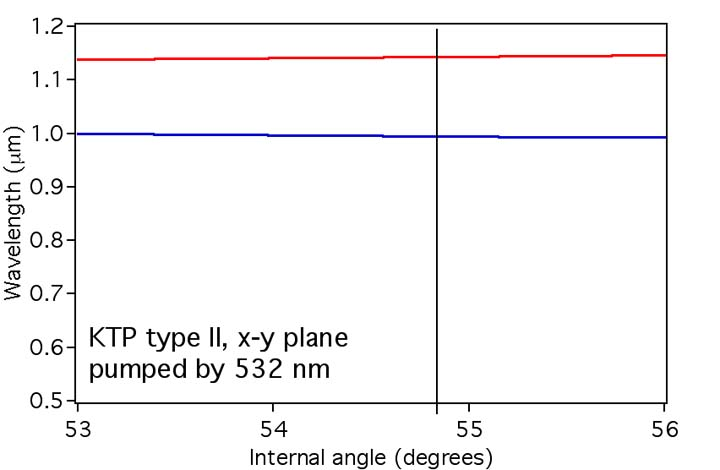 1.2
1.1
1.0
0.9
0.8
0.7
0.6
0.5
Wavelength (μm)
KTP type II, x-y plane
pumped by 532 nm
53 54 55 56
Internal angle (degrees)